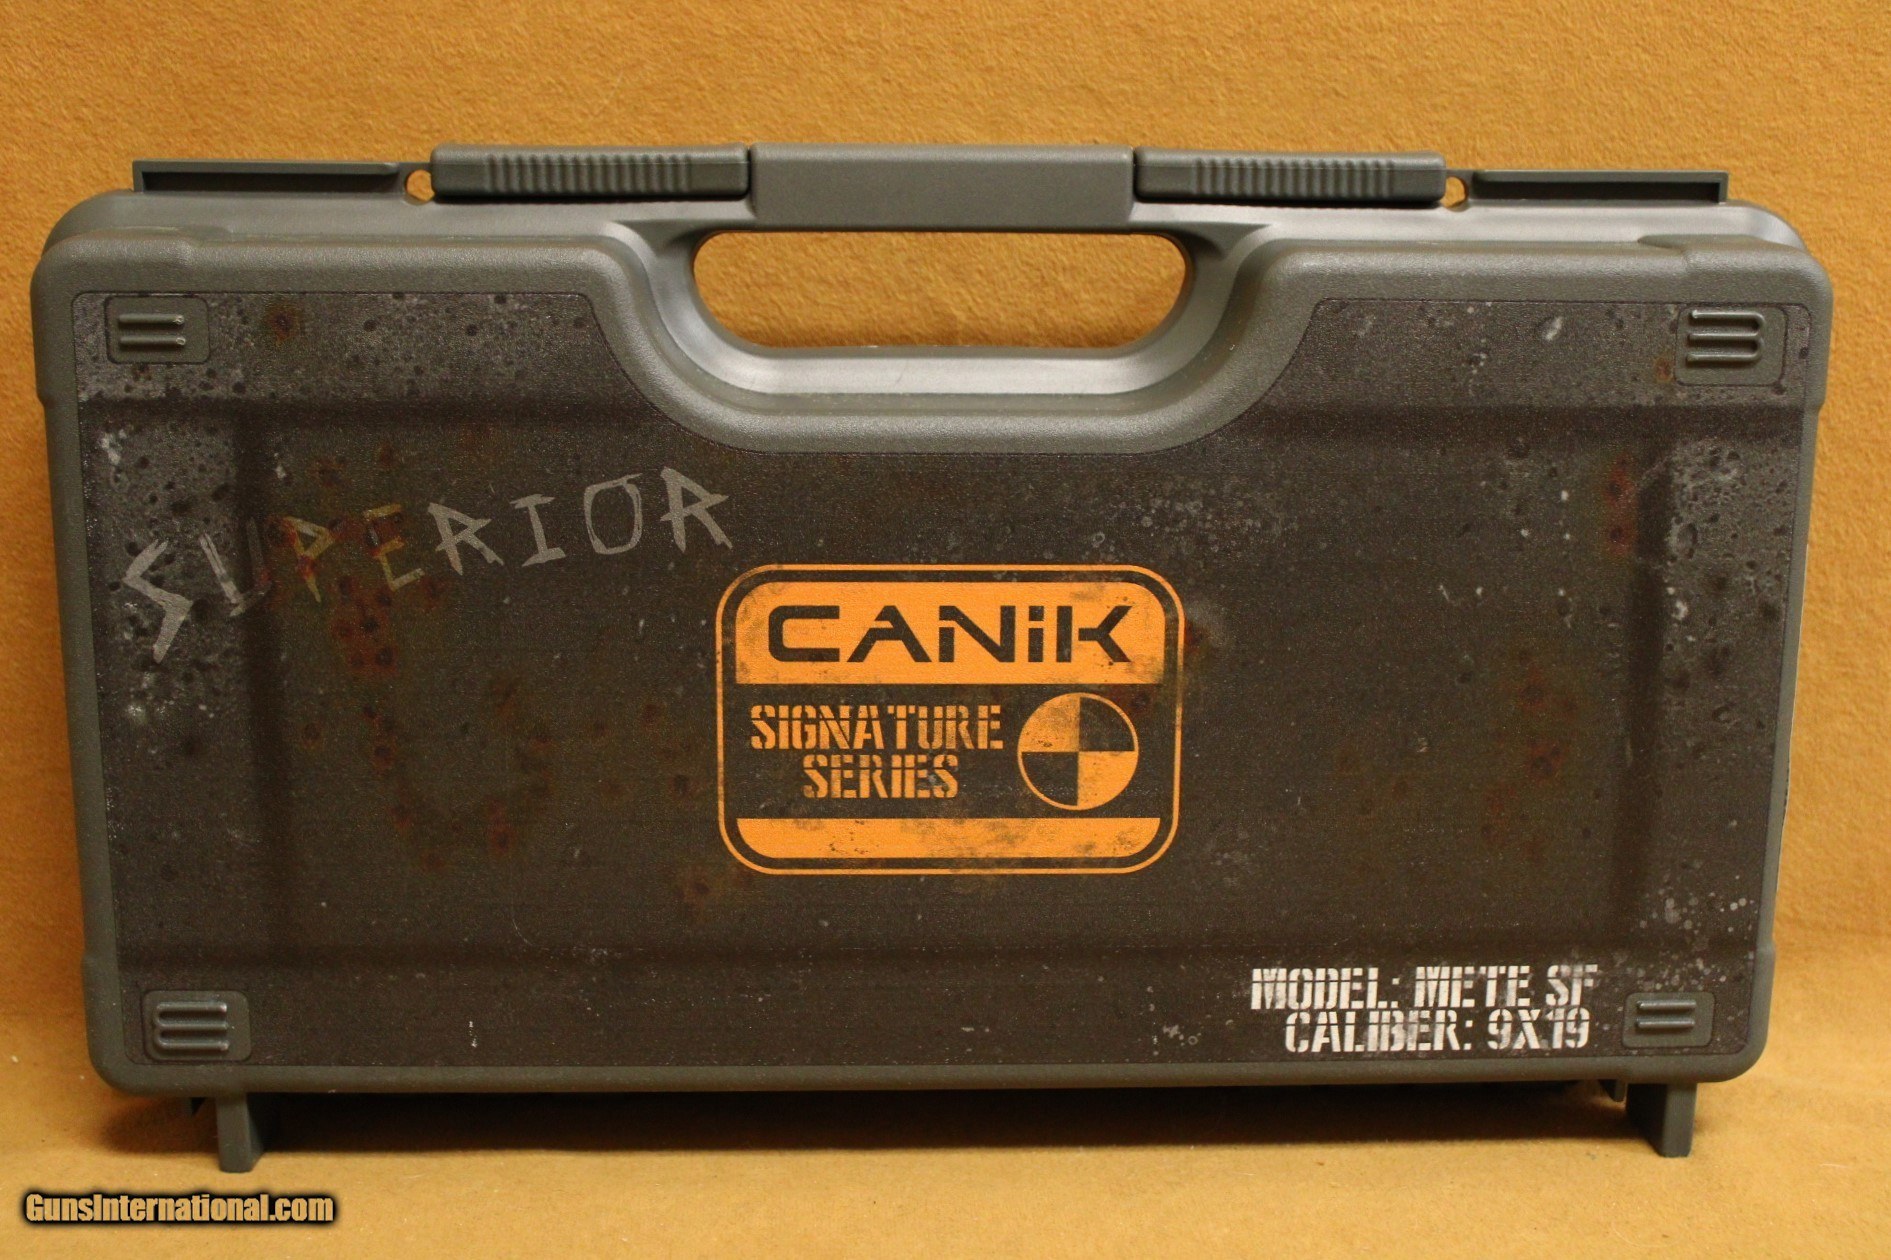 SUPERIOR
CANiK
SIGNATURE
SERIES
MODEL: METE SF
CALIBER: 9X19
GunsInternational.com